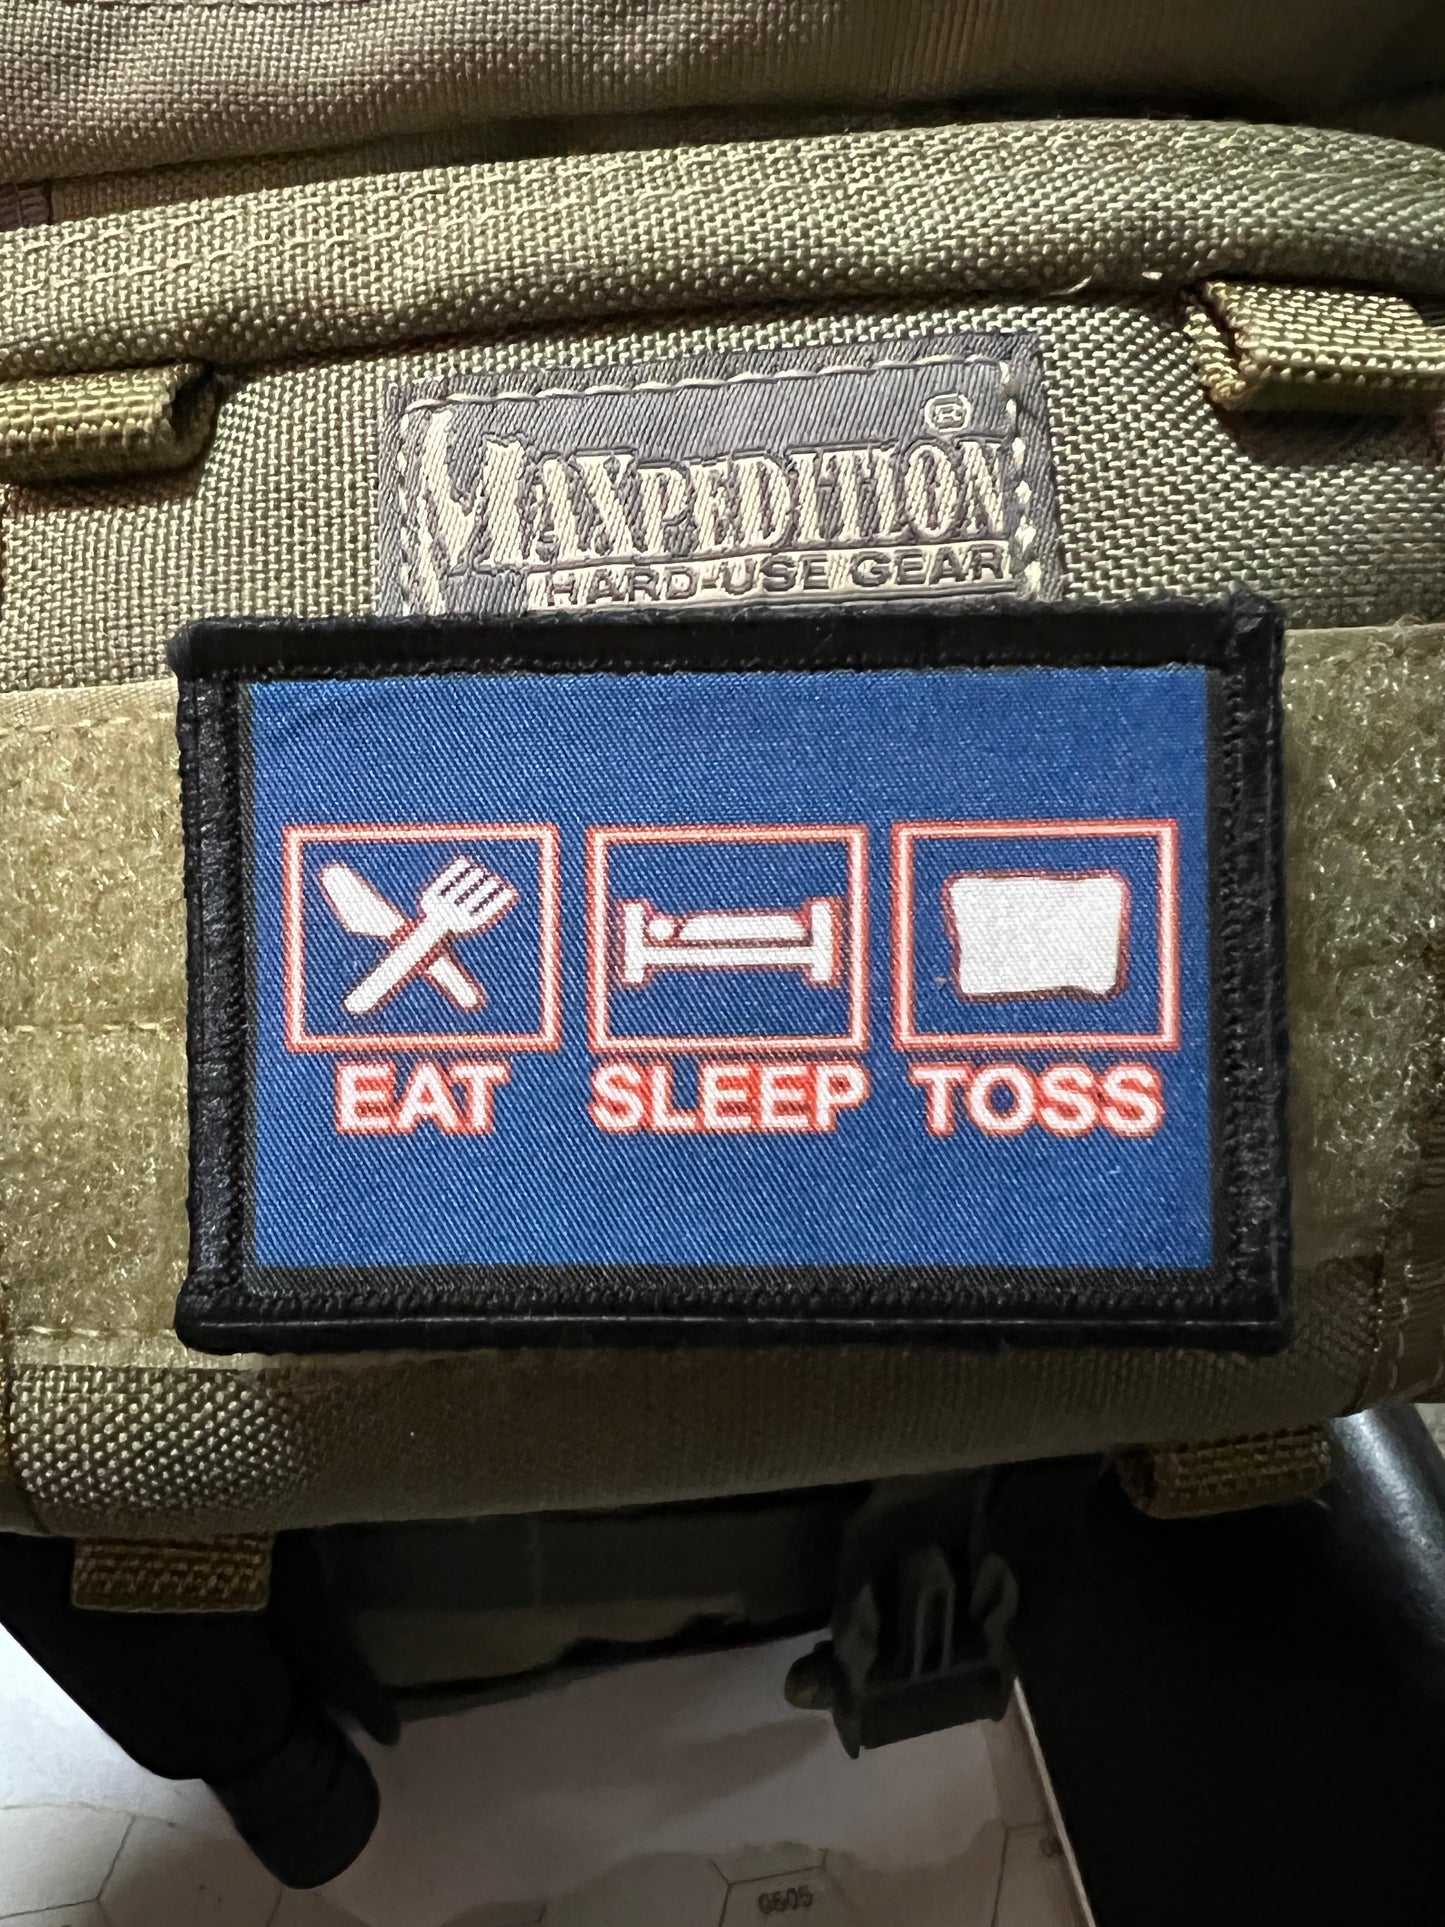 MAXPEDITION®
HARD-USE GEAR
EAT SLEEP TOSS